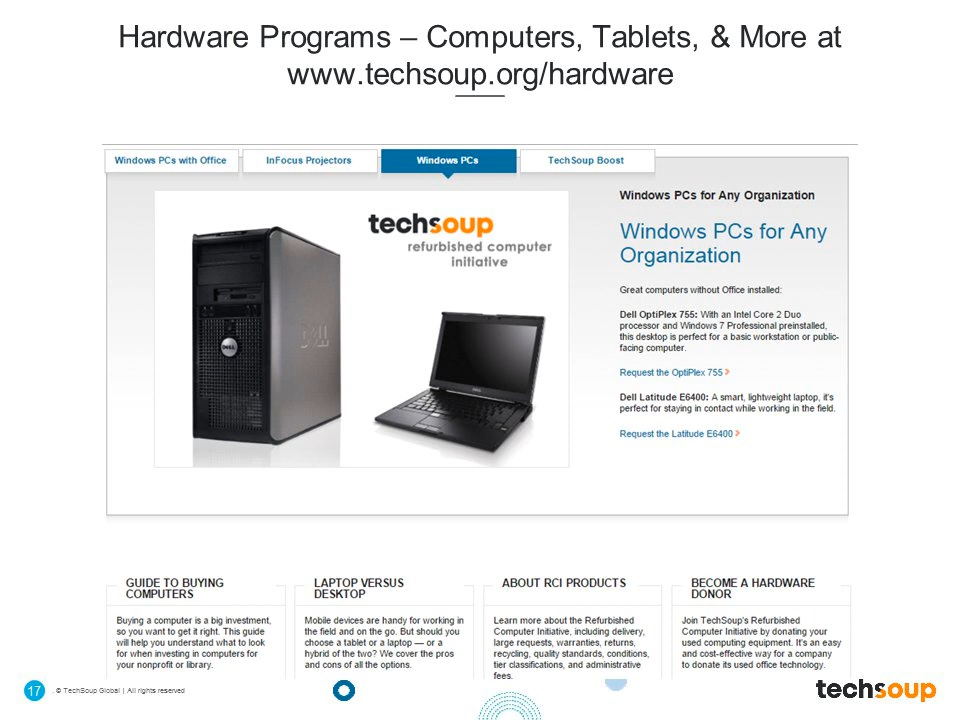 Hardware Programs – Computers, Tablets, & More at
www.techsoup.org/hardware
Windows PCs with Office
InFocus Projectors
Windows PCs
TechSoup Boost
techsoup
refurbished computer
initiative
DELL
DELL
Windows PCs for Any Organization
Windows PCs for Any
Organization
Great computers without Office installed:
Dell OptiPlex 755: With an Intel Core 2 Duo
processor and Windows 7 Professional preinstalled,
this desktop is perfect for a basic workstation or public-
facing computer.
Request the OptiPlex 755
Dell Latitude E6400: A smart, lightweight laptop, it's
perfect for staying in contact while working in the field.
Request the Latitude E6400
GUIDE TO BUYING
COMPUTERS
Buying a computer is a big investment,
so you want to get it right. This guide
will help you understand what to look
for when investing in computers for
your nonprofit or library.
LAPTOP VERSUS
DESKTOP
Mobile devices are handy for working in
the field and on the go. But should you
choose a tablet or a laptop — or a
hybrid of the two? We cover the pros
and cons of all the options.
ABOUT RCI PRODUCTS
Learn more about the Refurbished
Computer Initiative, including delivery,
large requests, warranties, returns,
recycling, quality standards, conditions,
tier classifications, and administrative
fees.
BECOME A HARDWARE
DONOR
Join TechSoup's Refurbished
Computer Initiative by donating your
used computing equipment. It's an easy
and cost-effective way for a company
to donate its used office technology.
17
© TechSoup Global | All rights reserved
techsoup